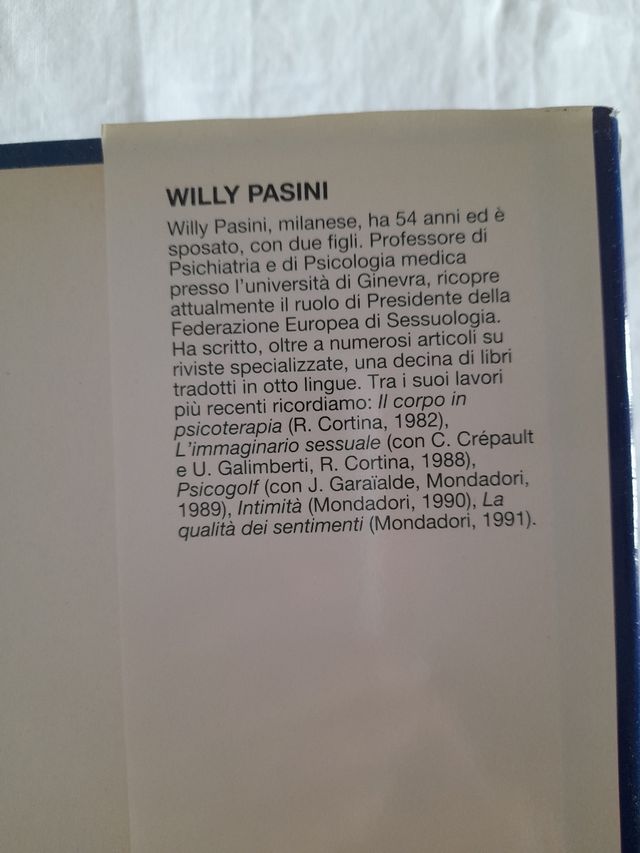 WILLY PASINI
Willy Pasini, milanese, ha 54 anni ed è
sposato, con due figli. Professore di
Psichiatria e di Psicologia medica
presso l'università di Ginevra, ricopre
attualmente il ruolo di Presidente della
Federazione Europea di Sessuologia.
Ha scritto, oltre a numerosi articoli su
riviste specializzate, una decina di libri
tradotti in otto lingue. Tra i suoi lavori
più recenti ricordiamo: Il corpo in
psicoterapia (R. Cortina, 1982),
L'immaginario sessuale (con C. Crépault
e U. Galimberti, R. Cortina, 1988),
Psicogolf (con J. Garaïalde, Mondadori,
1989), Intimità (Mondadori, 1990), La
qualità dei sentimenti (Mondadori, 1991).